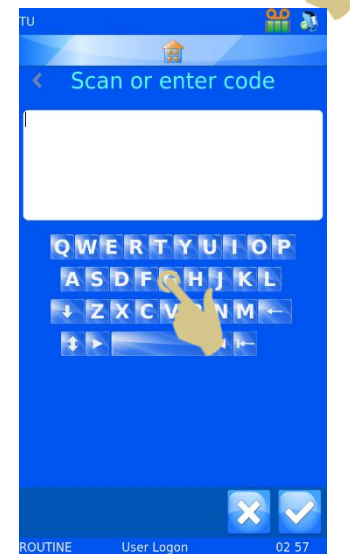 TU
Scan or enter code
Q W E R T Y U I O P
A S D F G H J K L
Z X C V N M
ROUTINE User Logon 02 57